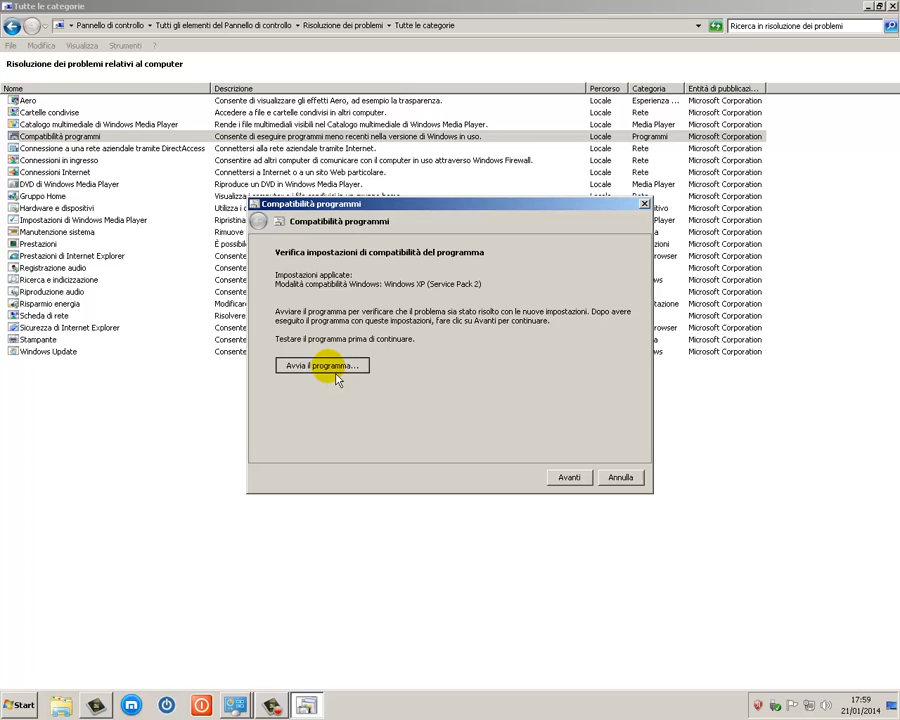 Tutte le categorie
Pannello di controllo
Tutti gli elementi del Pannello di controllo
Risoluzione dei problemi
Tutte le categorie
Ricerca in risoluzione dei problemi
File Modifica Visualizza Strumenti ?
Risoluzione dei problemi relativi al computer
Nome Descrizione Percorso Categoria Entità di pubblicazi...
Aero Consente di visualizzare gli effetti Aero, ad esempio la trasparenza. Locale Esperienza ... Microsoft Corporation
Cartelle condivise Accedere a file e cartelle condivisi in altri computer. Locale Rete Microsoft Corporation
Catalogo multimediale di Windows Media Player Rende i file multimediali visibili nel Catalogo multimediale di Windows Media Player. Locale Media Player Microsoft Corporation
Compatibilità programmi Consente di eseguire programmi meno recenti nella versione di Windows in uso. Locale Programmi Microsoft Corporation
Connessione a una rete aziendale tramite DirectAccess Connettersi alla rete aziendale tramite Internet. Locale Rete Microsoft Corporation
Connessioni in ingresso Consentire ad altri computer di comunicare con il computer in uso attraverso Windows Firewall. Locale Rete Microsoft Corporation
Connessioni Internet Connettersi a Internet o a un sito Web particolare. Locale Rete Microsoft Corporation
DVD di Windows Media Player Riproduce un DVD in Windows Media Player. Locale Media Player Microsoft Corporation
Gruppo Home Microsoft Corporation
Hardware e dispositivi Utilizza i Microsoft Corporation
Impostazioni di Windows Media Player Ripristina Player Microsoft Corporation
Manutenzione sistema Rimuove Microsoft Corporation
Prestazioni È possibil zioni Microsoft Corporation
Prestazioni di Internet Explorer Consente owser Microsoft Corporation
Registrazione audio Consente Microsoft Corporation
Ricerca e indicizzazione Consente ws Microsoft Corporation
Riproduzione audio Consente Microsoft Corporation
Risparmio energia Modificare tazione Microsoft Corporation
Scheda di rete Risolvere Microsoft Corporation
Sicurezza di Internet Explorer Consente owser Microsoft Corporation
Stampante Consente Microsoft Corporation
Windows Update Consente ws Microsoft Corporation
Compatibilità programmi
Compatibilità programmi
Verifica impostazioni di compatibilità del programma
Impostazioni applicate:
Modalità compatibilità Windows: Windows XP (Service Pack 2)
Avviare il programma per verificare che il problema sia stato risolto con le nuove impostazioni. Dopo avere
eseguito il programma con queste impostazioni, fare clic su Avanti per continuare.
Testare il programma prima di continuare.
Avvia il programma...
Avanti Annulla
Start
17:59
21/01/2014